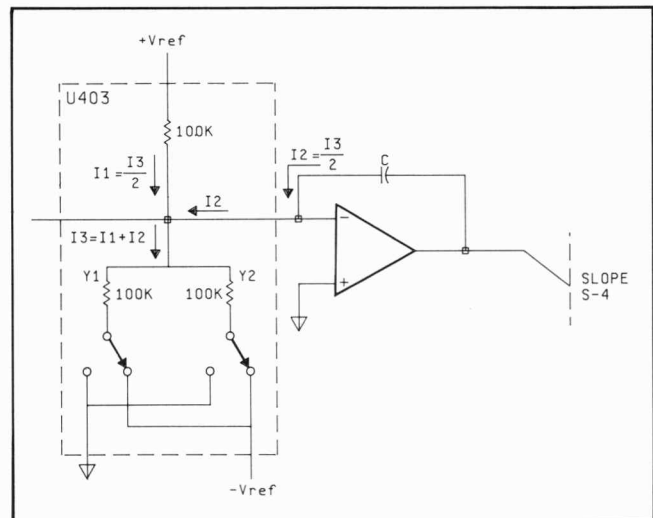 +Vref
U403
100K
I1=I3/2
I2=I3/2
C
I2
I3=I1+I2
−
+
Y1
Y2
100K
100K
SLOPE
S-4
-Vref